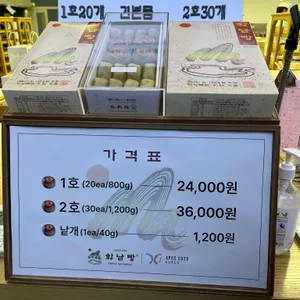 1호20개 견본품 2호30개
가격표
1호(20ea/800g) 24,000원
2호(30ea/1,200g) 36,000원
낱개(1ea/40g) 1,200원
최남빵
APEC 2025
KOREA